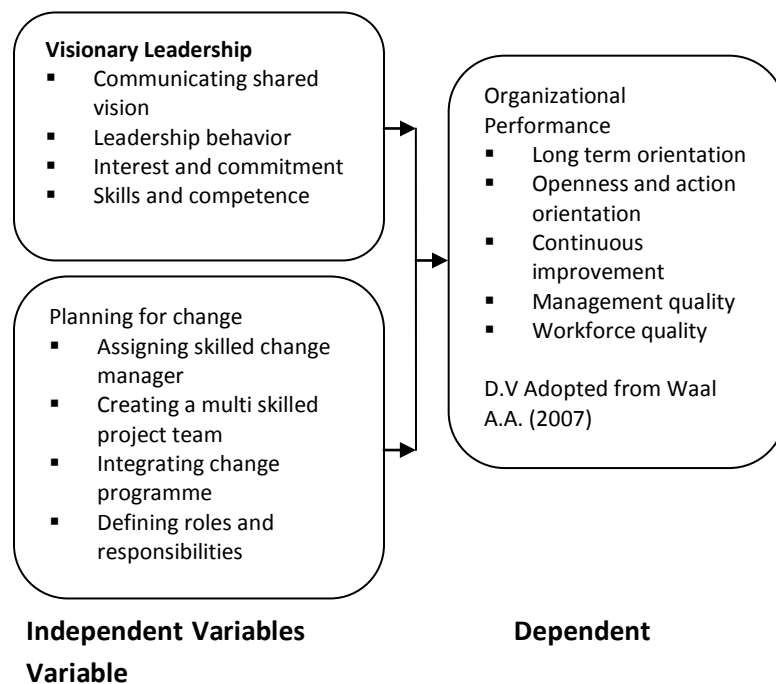 Visionary Leadership
▪ Communicating shared
vision
▪ Leadership behavior
▪ Interest and commitment
▪ Skills and competence
Planning for change
▪ Assigning skilled change
manager
▪ Creating a multi skilled
project team
▪ Integrating change
programme
▪ Defining roles and
responsibilities
Organizational
Performance
▪ Long term orientation
▪ Openness and action
orientation
▪ Continuous
improvement
▪ Management quality
▪ Workforce quality
D.V Adopted from Waal
A.A. (2007)
Independent Variables Dependent
Variable